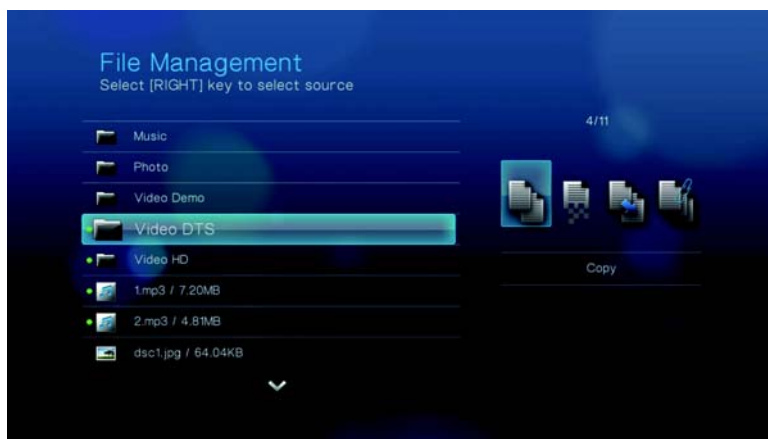 File Management
Select [RIGHT] key to select source
4/11
Music
Photo
Video Demo
Video DTS
Video HD
1.mp3 / 7.20MB
2.mp3 / 4.81MB
dsc1.jpg / 64.04KB
Copy